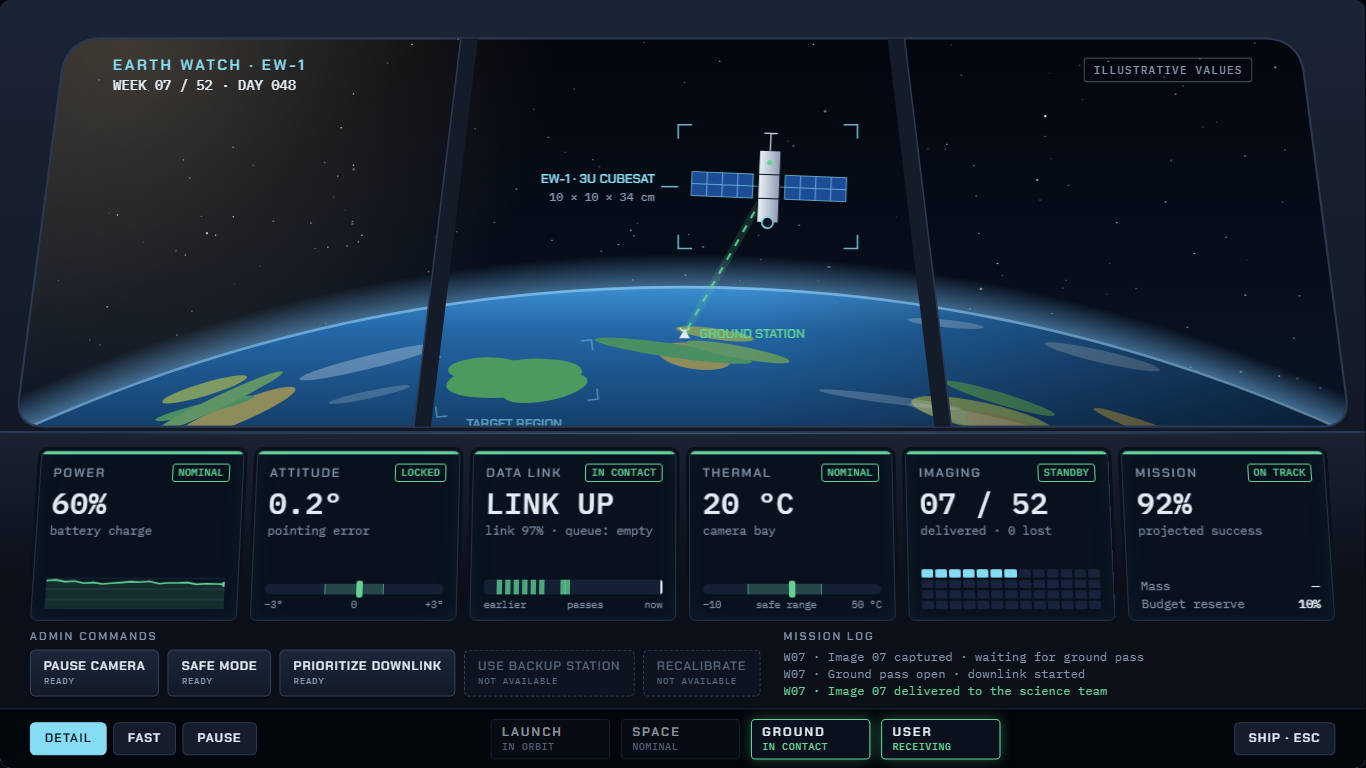 EARTH WATCH · EW-1
WEEK 07 / 52 · DAY 048
ILLUSTRATIVE VALUES
EW-1 · 3U CUBESAT
10 × 10 × 34 cm
GROUND STATION
TARGET REGION
POWER
NOMINAL
60%
battery charge
ATTITUDE
LOCKED
0.2°
pointing error
−3° 0 +3°
DATA LINK
IN CONTACT
LINK UP
link 97% · queue: empty
earlier passes now
THERMAL
NOMINAL
20 °C
camera bay
−10 safe range 50 °C
IMAGING
STANDBY
07 / 52
delivered · 0 lost
MISSION
ON TRACK
92%
projected success
Mass —
Budget reserve 10%
ADMIN COMMANDS
PAUSE CAMERA
READY
SAFE MODE
READY
PRIORITIZE DOWNLINK
READY
USE BACKUP STATION
NOT AVAILABLE
RECALIBRATE
NOT AVAILABLE
MISSION LOG
W07 · Image 07 captured · waiting for ground pass
W07 · Ground pass open · downlink started
W07 · Image 07 delivered to the science team
DETAIL
FAST
PAUSE
LAUNCH
IN ORBIT
SPACE
NOMINAL
GROUND
IN CONTACT
USER
RECEIVING
SHIP · ESC